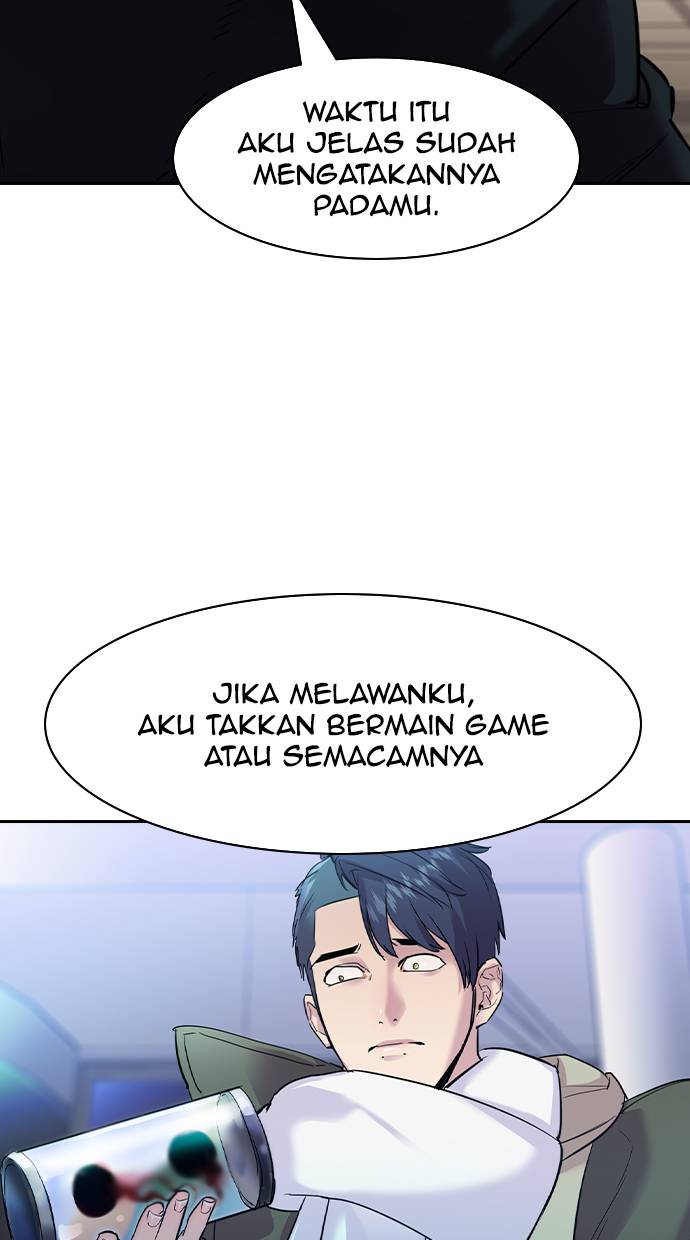 WAKTU ITU
AKU JELAS SUDAH
MENGATAKANNYA
PADAMU.
JIKA MELAWANKU,
AKU TAKKAN BERMAIN GAME
ATAU SEMACAMNYA